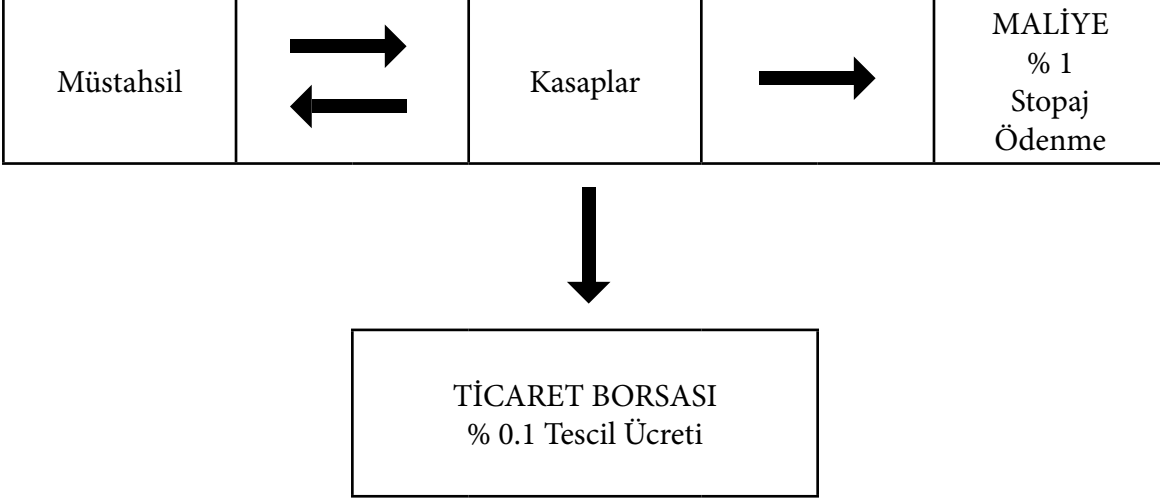 Müstahsil
Kasaplar
MALİYE
% 1
Stopaj
Ödenme
TİCARET BORSASI
% 0.1 Tescil Ücreti